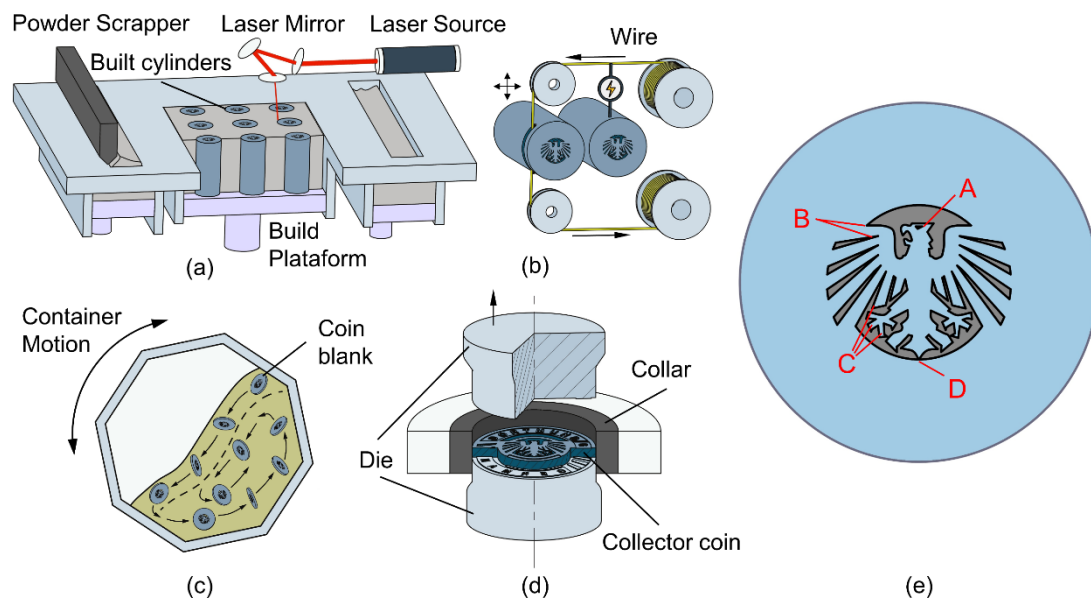 Powder Scrapper
Laser Mirror
Laser Source
Built cylinders
Build
Plataform
(a)
Wire
(b)
Container
Motion
Coin
blank
(c)
Collar
Die
Collector coin
(d)
A
B
C
D
(e)